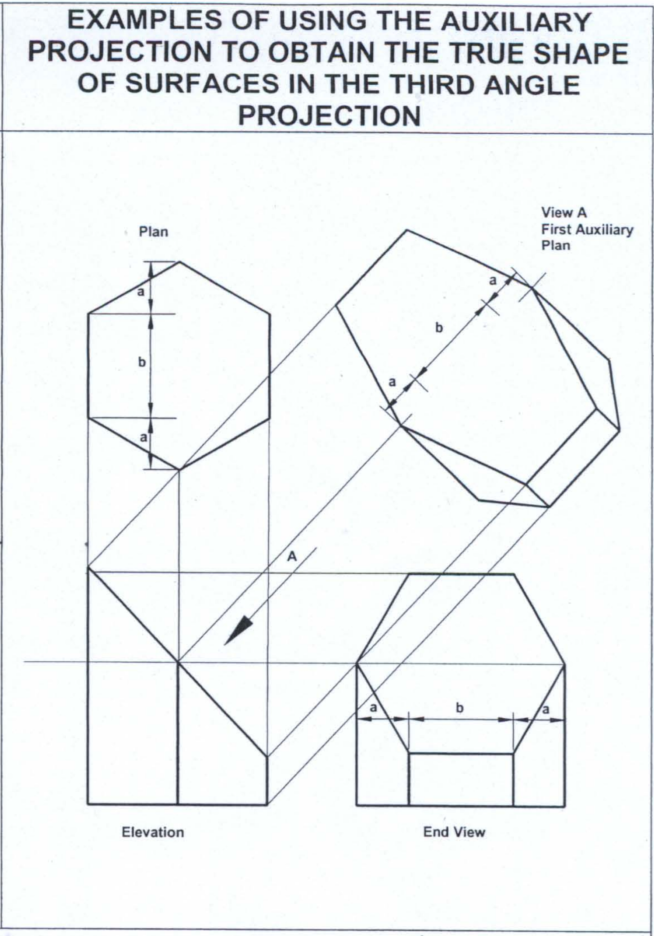 EXAMPLES OF USING THE AUXILIARY
PROJECTION TO OBTAIN THE TRUE SHAPE
OF SURFACES IN THE THIRD ANGLE
PROJECTION
Plan
View A
First Auxiliary
Plan
a
b
a
a
b
a
A
a
b
a
Elevation
End View